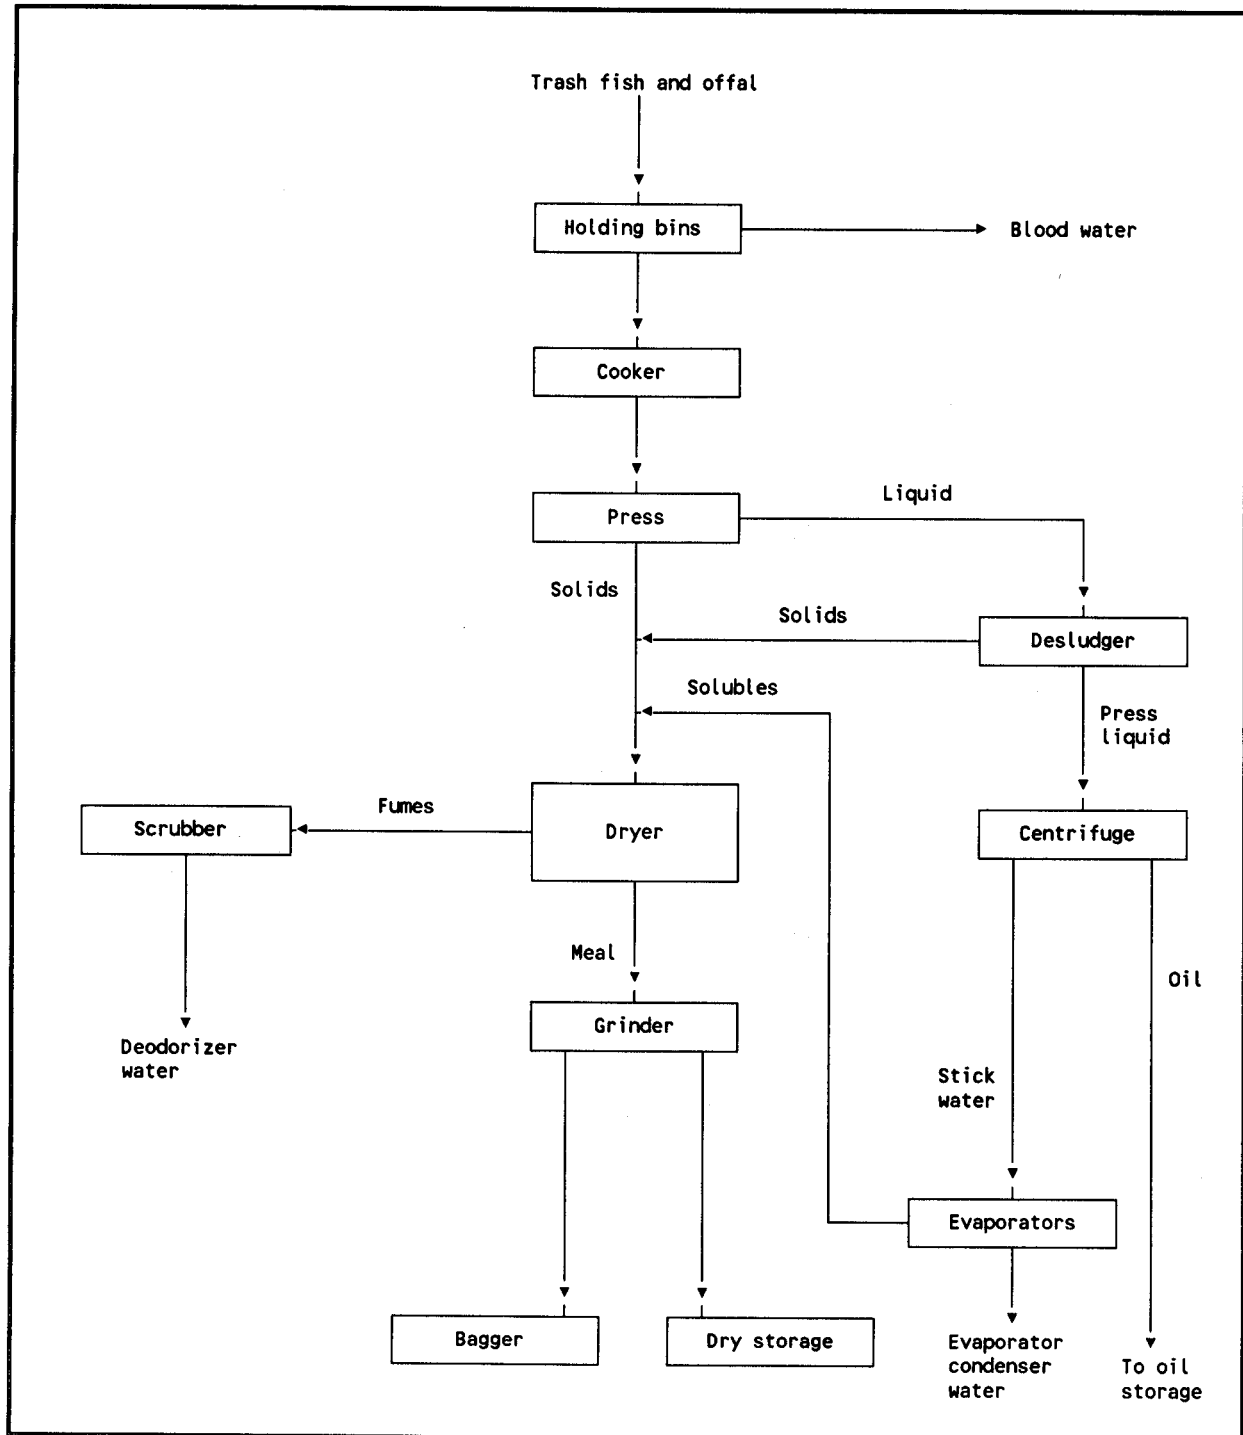 Trash fish and offal
Holding bins
Blood water
Cooker
Liquid
Press
Solids
Solids
Desludger
Solubles
Press
liquid
Fumes
Scrubber
Dryer
Centrifuge
Meal
Oil
Grinder
Deodorizer
water
Stick
water
Evaporators
Bagger
Dry storage
Evaporator
condenser
water
To oil
storage